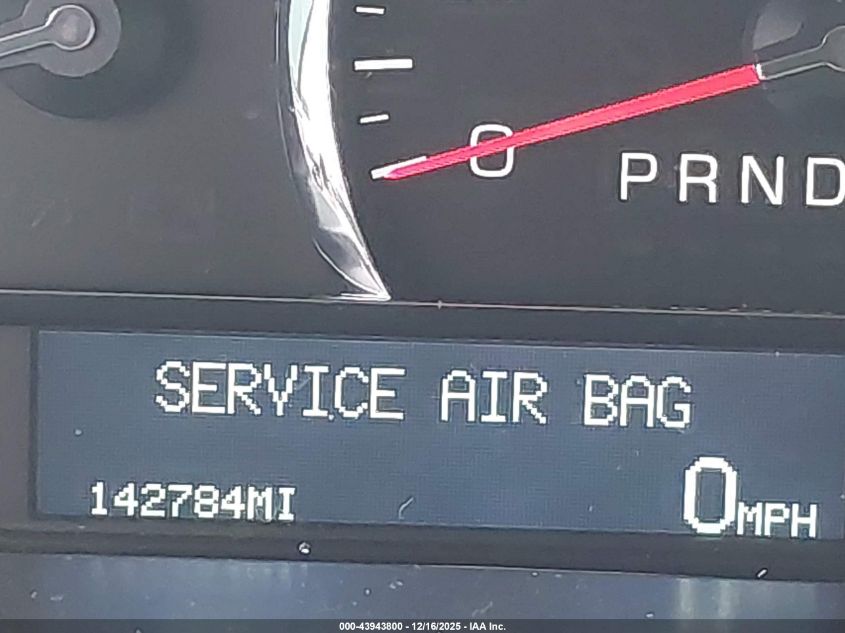 0
PRND
SERVICE AIR BAG
142784MI 0MPH
000-43943800 - 12/16/2025 - IAA Inc.